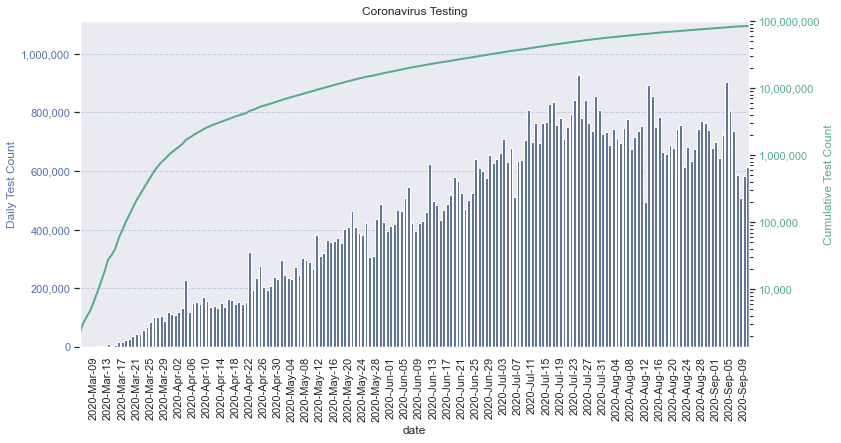 Coronavirus Testing
Daily Test Count
1,000,000
800,000
600,000
400,000
200,000
0
100,000,000
10,000,000
1,000,000
100,000
10,000
Cumulative Test Count
2020-Mar-09
2020-Mar-13
2020-Mar-17
2020-Mar-21
2020-Mar-25
2020-Mar-29
2020-Apr-02
2020-Apr-06
2020-Apr-10
2020-Apr-14
2020-Apr-18
2020-Apr-22
2020-Apr-26
2020-Apr-30
2020-May-04
2020-May-08
2020-May-12
2020-May-16
2020-May-20
2020-May-24
2020-May-28
2020-Jun-01
2020-Jun-05
2020-Jun-09
2020-Jun-13
2020-Jun-17
2020-Jun-21
2020-Jun-25
2020-Jun-29
2020-Jul-03
2020-Jul-07
2020-Jul-11
2020-Jul-15
2020-Jul-19
2020-Jul-23
2020-Jul-27
2020-Jul-31
2020-Aug-04
2020-Aug-08
2020-Aug-12
2020-Aug-16
2020-Aug-20
2020-Aug-24
2020-Aug-28
2020-Sep-01
2020-Sep-05
2020-Sep-09
date